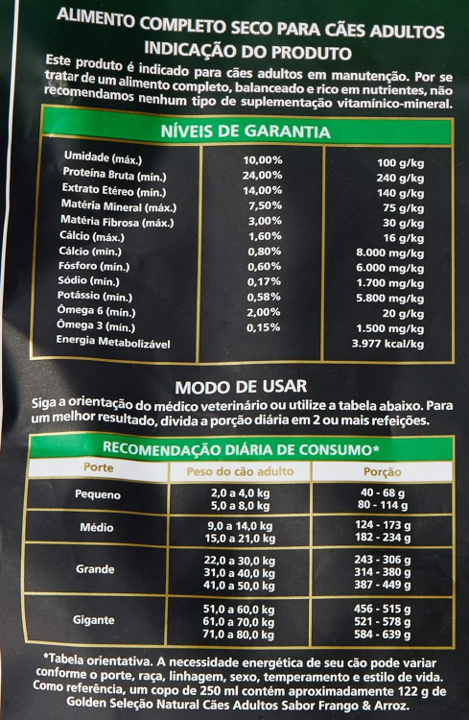 ALIMENTO COMPLETO SECO PARA CÃES ADULTOS
INDICAÇÃO DO PRODUTO
Este produto é indicado para cães adultos em manutenção. Por se
tratar de um alimento completo, balanceado e rico em nutrientes, não
recomendamos nenhum tipo de suplementação vitamínico-mineral.
NÍVEIS DE GARANTIA
Umidade (máx.) 10,00% 100 g/kg
Proteína Bruta (mín.) 24,00% 240 g/kg
Extrato Etéreo (mín.) 14,00% 140 g/kg
Matéria Mineral (máx.) 7,50% 75 g/kg
Matéria Fibrosa (máx.) 3,00% 30 g/kg
Cálcio (máx.) 1,60% 16 g/kg
Cálcio (mín.) 0,80% 8.000 mg/kg
Fósforo (mín.) 0,60% 6.000 mg/kg
Sódio (mín.) 0,17% 1.700 mg/kg
Potássio (mín.) 0,58% 5.800 mg/kg
Ômega 6 (mín.) 2,00% 20 g/kg
Ômega 3 (mín.) 0,15% 1.500 mg/kg
Energia Metabolizável 3.977 kcal/kg
MODO DE USAR
Siga a orientação do médico veterinário ou utilize a tabela abaixo. Para
um melhor resultado, divida a porção diária em 2 ou mais refeições.
RECOMENDAÇÃO DIÁRIA DE CONSUMO*
Porte Peso do cão adulto Porção
Pequeno
2,0 a 4,0 kg 40 - 68 g
5,0 a 8,0 kg 80 - 114 g
Médio
9,0 a 14,0 kg 124 - 173 g
15,0 a 21,0 kg 182 - 234 g
Grande
22,0 a 30,0 kg 243 - 306 g
31,0 a 40,0 kg 314 - 380 g
41,0 a 50,0 kg 387 - 449 g
Gigante
51,0 a 60,0 kg 456 - 515 g
61,0 a 70,0 kg 521 - 578 g
71,0 a 80,0 kg 584 - 639 g
*Tabela orientativa. A necessidade energética de seu cão pode variar
conforme o porte, raça, linhagem, sexo, temperamento e estilo de vida.
Como referência, um copo de 250 ml contém aproximadamente 122 g de
Golden Seleção Natural Cães Adultos Sabor Frango & Arroz.